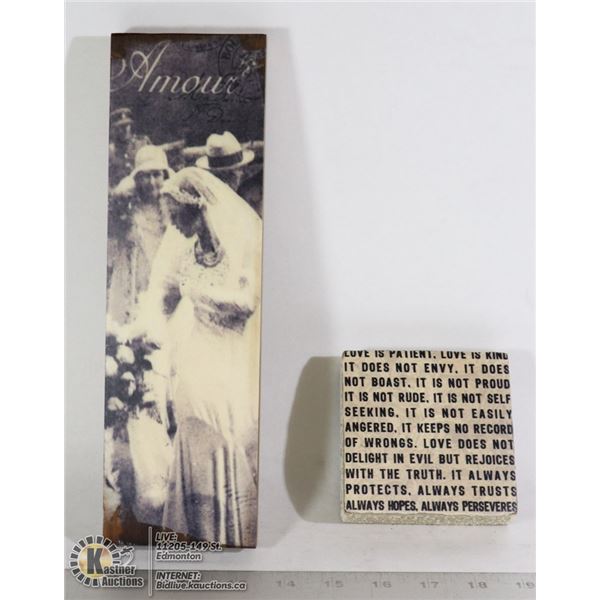 Amour
LOVE IS PATIENT, LOVE IS KIND
IT DOES NOT ENVY, IT DOES
NOT BOAST, IT IS NOT PROUD
IT IS NOT RUDE, IT IS NOT SELF
SEEKING, IT IS NOT EASILY
ANGERED, IT KEEPS NO RECORD
OF WRONGS. LOVE DOES NOT
DELIGHT IN EVIL BUT REJOICES
WITH THE TRUTH. IT ALWAYS
PROTECTS, ALWAYS TRUSTS
ALWAYS HOPES, ALWAYS PERSEVERES
K
Kastner
Auctions
LIVE:
11205-149 St.
Edmonton
INTERNET:
Bidlive.kauctions.ca
14 15 16 17 18 19